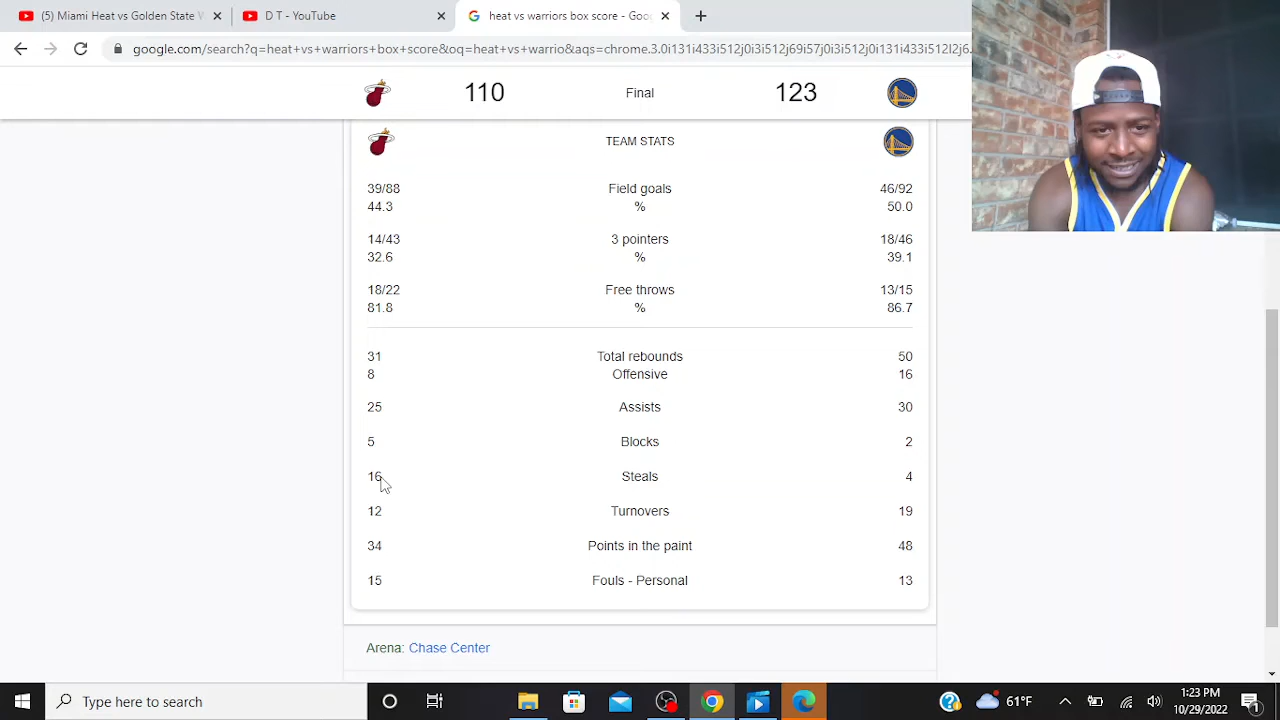 (5) Miami Heat vs Golden State V
D T - YouTube
heat vs warriors box score - Goo
google.com/search?q=heat+vs+warriors+box+score&oq=heat+vs+warrio&aqs=chrome.3.0i131i433i512j0i3i512j69i57j0i3i512j0i131i433i512l2j6.
110 Final 123
TEAM STATS
39/88 Field goals 46/92
44.3 % 50.0
14/43 3 pointers 18/46
32.6 % 39.1
18/22 Free throws 13/15
81.8 % 86.7
31 Total rebounds 50
8 Offensive 16
25 Assists 30
5 Blocks 2
16 Steals 4
12 Turnovers 19
34 Points in the paint 48
15 Fouls - Personal 13
Arena: Chase Center
Type here to search
61°F
1:23 PM
10/29/2022
1